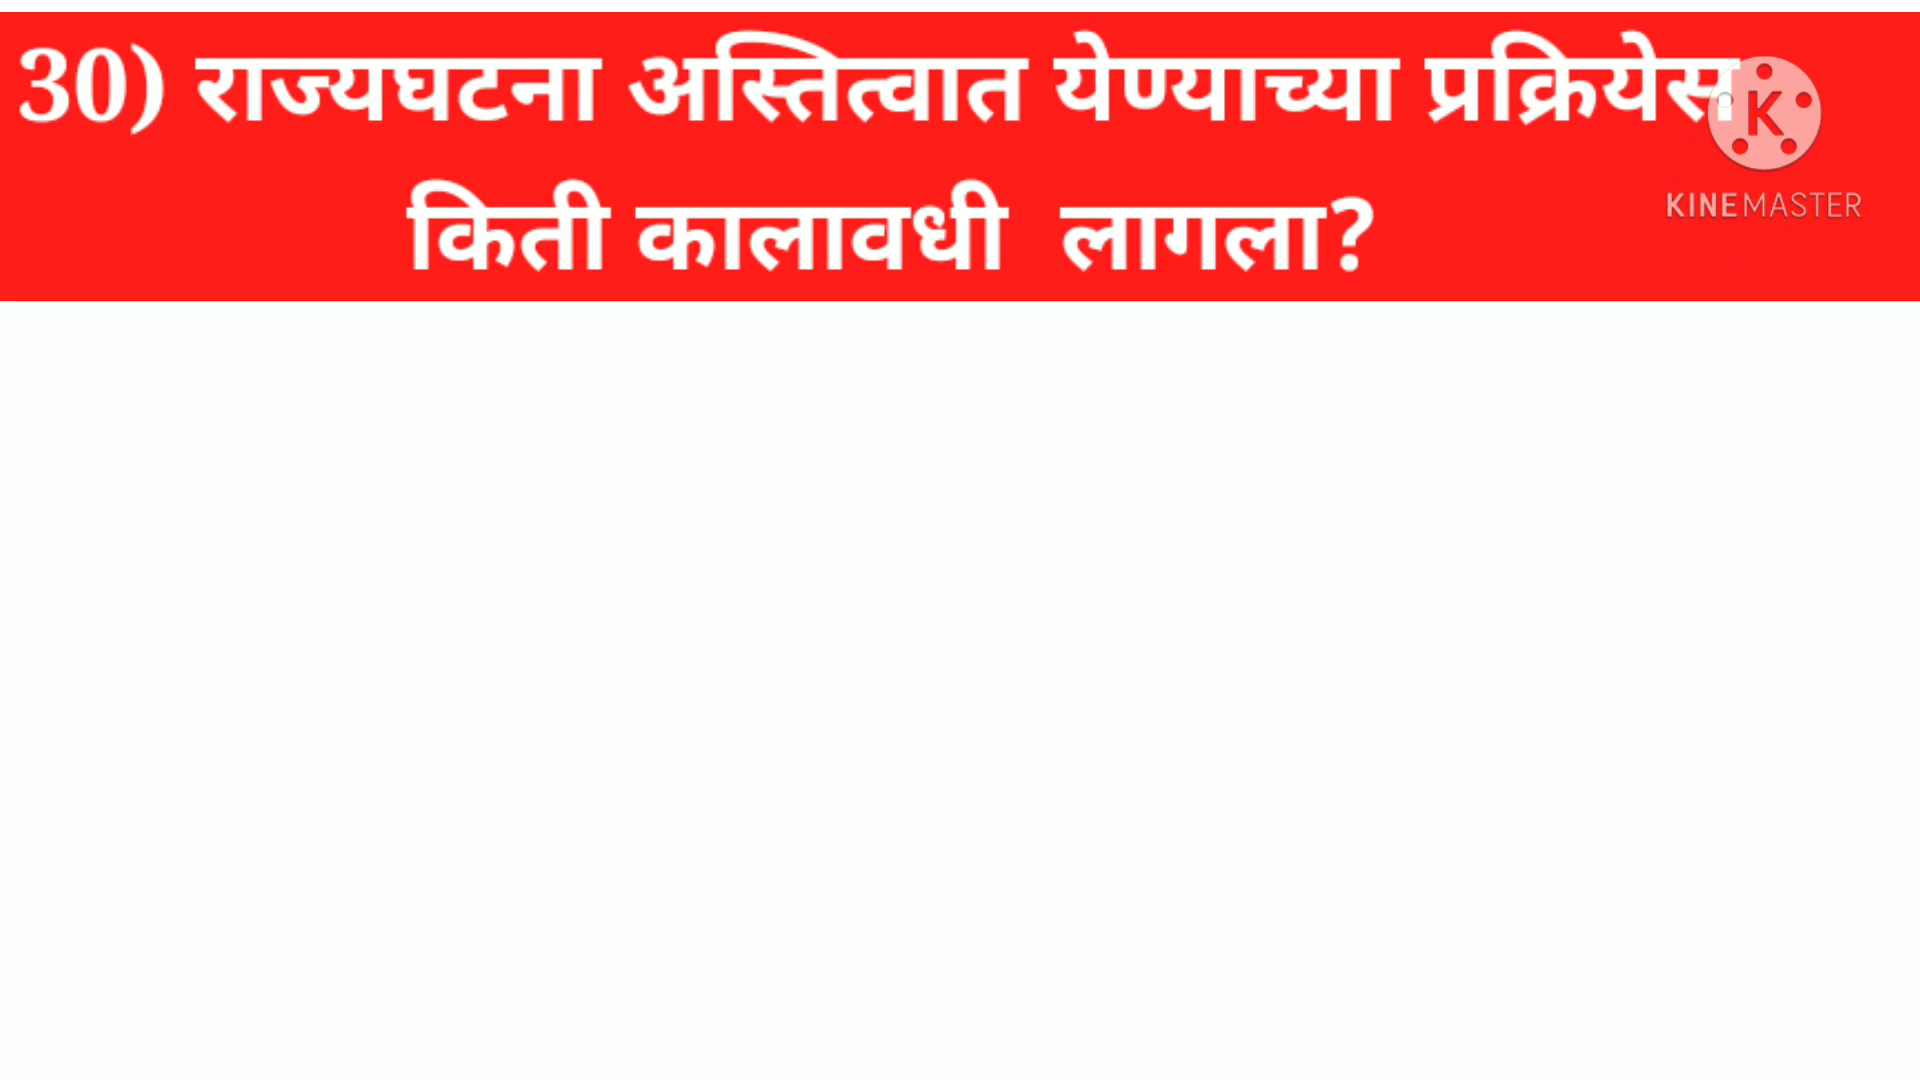 30) राज्यघटना अस्तित्वात येण्याच्या प्रक्रियेस
किती कालावधी लागला?
K
KINEMASTER